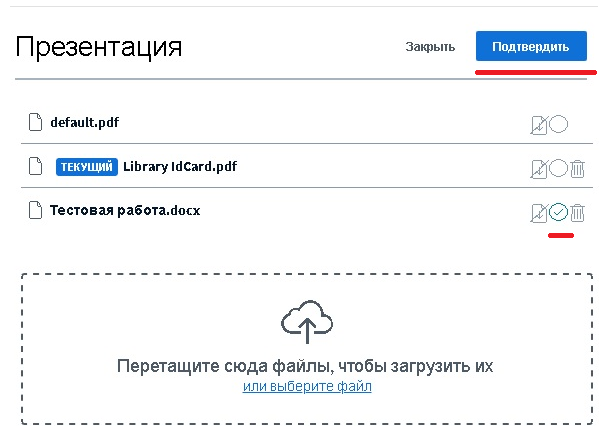 Презентация
Закрыть
Подтвердить
default.pdf
ТЕКУЩИЙ Library IdCard.pdf
Тестовая работа.docx
Перетащите сюда файлы, чтобы загрузить их
или выберите файл